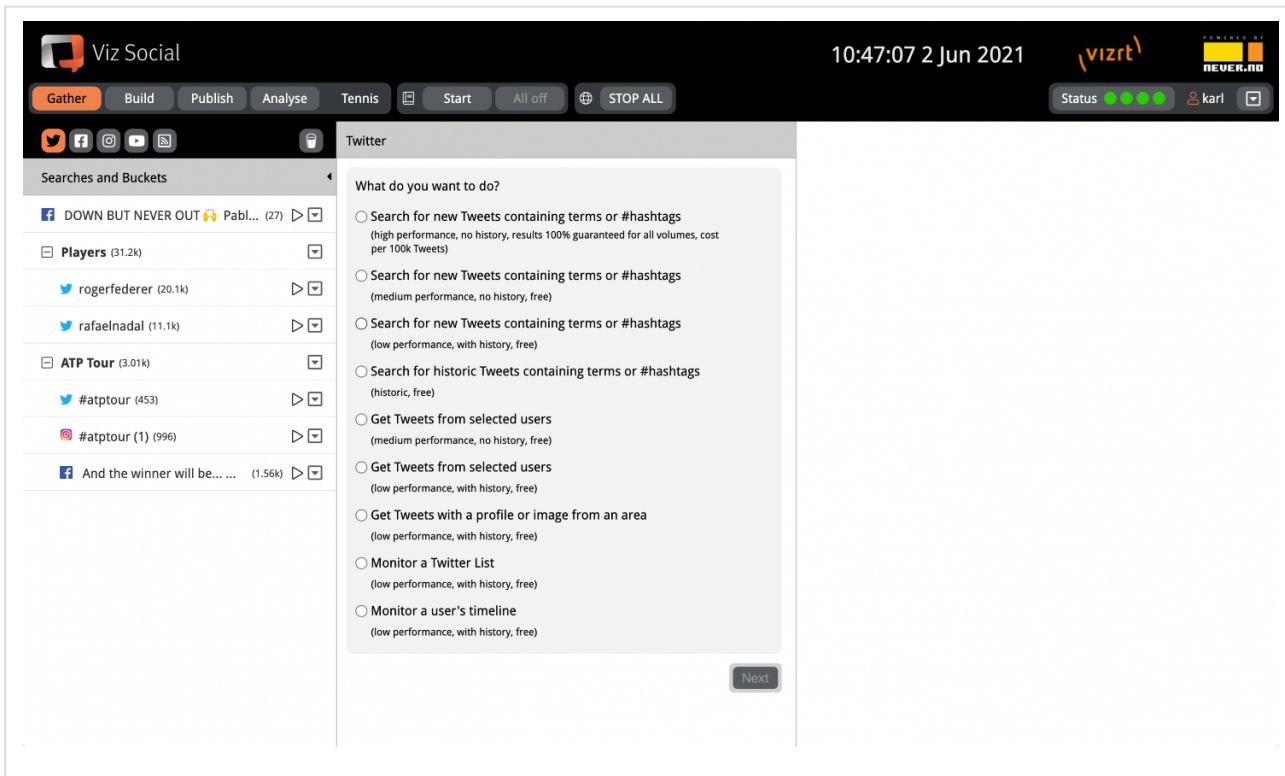 Viz Social
10:47:07 2 Jun 2021
vizrt
POWERED BY
NEVER.NO
Gather Build Publish Analyse Tennis Start All off STOP ALL Status karl
Twitter
Searches and Buckets
DOWN BUT NEVER OUT 🙌 Pabl... (27)
Players (31.2k)
rogerfederer (20.1k)
rafaelnadal (11.1k)
ATP Tour (3.01k)
#atptour (453)
#atptour (1) (996)
And the winner will be... ... (1.56k)
What do you want to do?
Search for new Tweets containing terms or #hashtags
(high performance, no history, results 100% guaranteed for all volumes, cost
per 100k Tweets)
Search for new Tweets containing terms or #hashtags
(medium performance, no history, free)
Search for new Tweets containing terms or #hashtags
(low performance, with history, free)
Search for historic Tweets containing terms or #hashtags
(historic, free)
Get Tweets from selected users
(medium performance, no history, free)
Get Tweets from selected users
(low performance, with history, free)
Get Tweets with a profile or image from an area
(low performance, with history, free)
Monitor a Twitter List
(low performance, with history, free)
Monitor a user's timeline
(low performance, with history, free)
Next